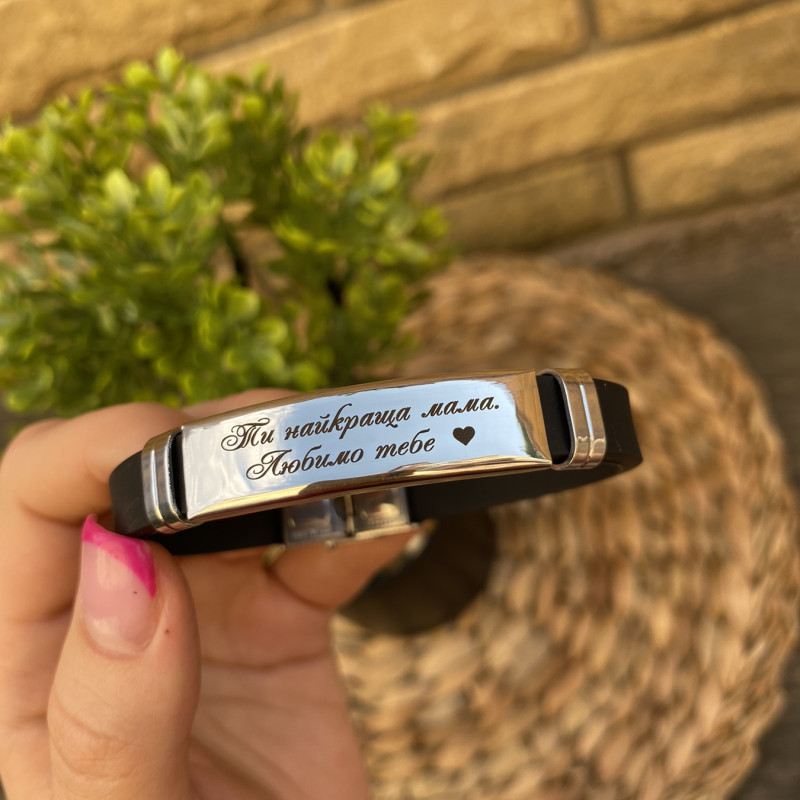 Ти найкраща мама.
Любимо тебе ♥